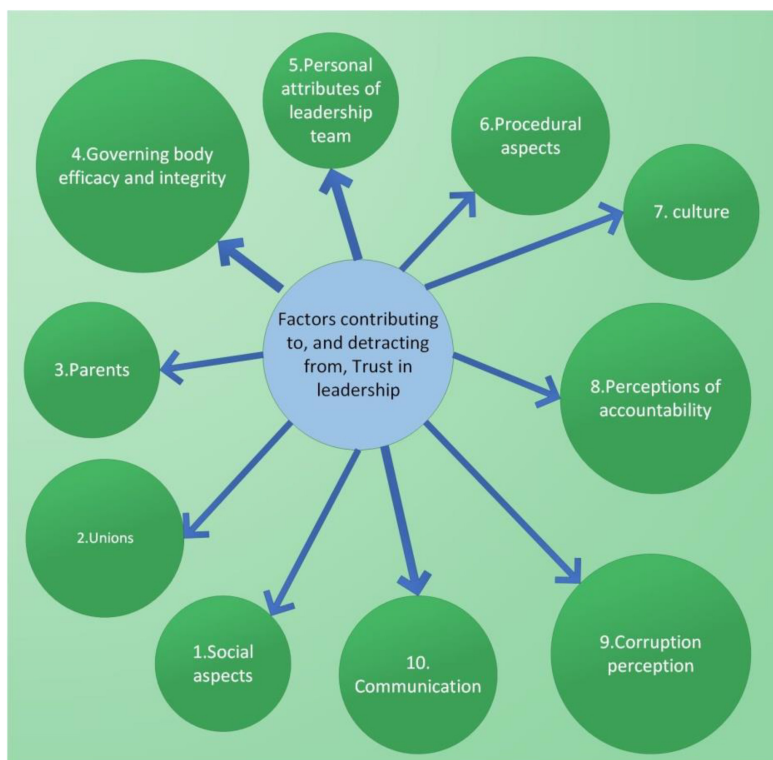 5.Personal
attributes of
leadership
team
6.Procedural
aspects
4.Governing body
efficacy and integrity
7. culture
Factors contributing
to, and detracting
from, Trust in
leadership
3.Parents
8.Perceptions of
accountability
2.Unions
1.Social
aspects
10.
Communication
9.Corruption
perception